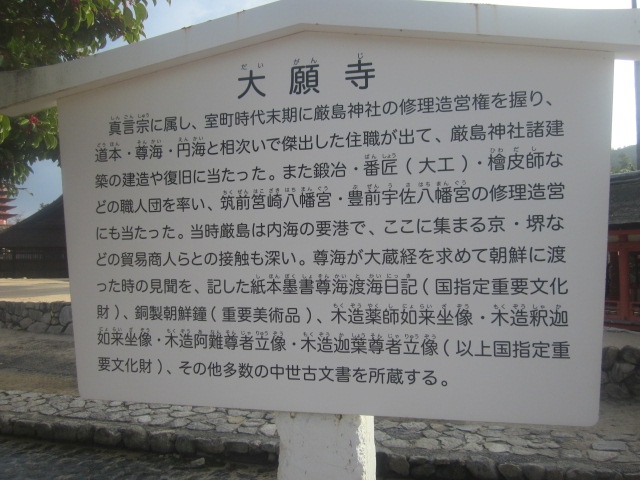 大願寺
真言宗に属し、室町時代末期に厳島神社の修理造営権を握り、
道本・尊海・円海と相次いで傑出した住職が出て、厳島神社諸建
築の建造や復旧に当たった。また鍛冶・番匠(大工)・檜皮師な
どの職人団を率い、筑前筥崎八幡宮・豊前宇佐八幡宮の修理造営
にも当たった。当時厳島は内海の要港で、ここに集まる京・堺な
どの貿易商人らとの接触も深い。尊海が大蔵経を求めて朝鮮に渡
った時の見聞を、記した紙本墨書尊海渡海日記(国指定重要文化
財)、銅製朝鮮鐘(重要美術品)、木造薬師如来坐像・木造釈迦
如来坐像・木造阿難尊者立像・木造迦葉尊者立像(以上国指定重
要文化財)、その他多数の中世古文書を所蔵する。